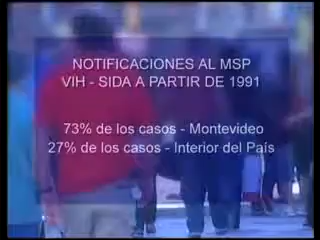 NOTIFICACIONES AL MSP
VIH - SIDA A PARTIR DE 1991
73% de los casos - Montevideo
27% de los casos - Interior del País